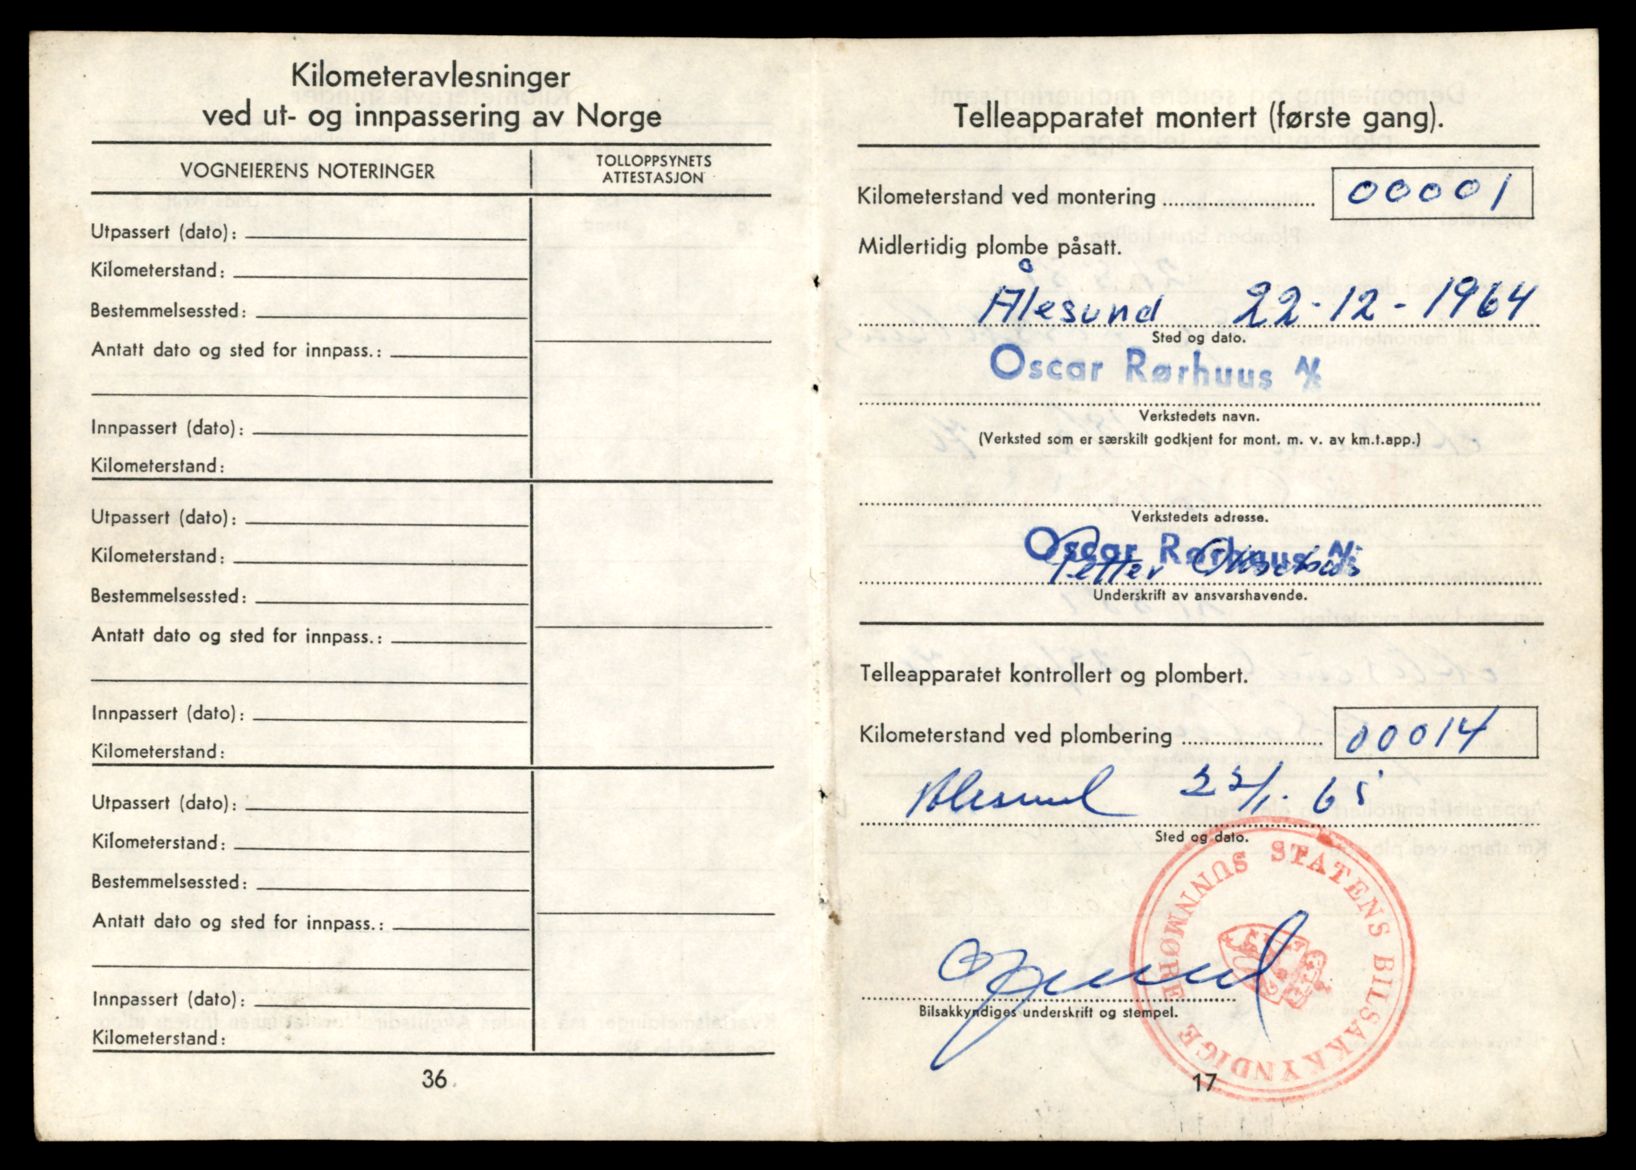 Kilometeravlesninger
ved ut- og innpassering av Norge
VOGNEIERENS NOTERINGER
TOLLOPPSYNETS
ATTESTASJON
Utpassert (dato):
Kilometerstand:
Bestemmelsessted:
Antatt dato og sted for innpass.:
Innpassert (dato):
Kilometerstand:
Utpassert (dato):
Kilometerstand:
Bestemmelsessted:
Antatt dato og sted for innpass.:
Innpassert (dato):
Kilometerstand:
Utpassert (dato):
Kilometerstand:
Bestemmelsessted:
Antatt dato og sted for innpass.:
Innpassert (dato):
Kilometerstand:
36
Telleapparatet montert (første gang).
Kilometerstand ved montering 00001
Midlertidig plombe påsatt.
Ålesund 22-12-1964
Sted og dato.
Oscar Rørhuus A/S
Verkstedets navn.
(Verksted som er særskilt godkjent for mont. m. v. av km.t.app.)
Verkstedets adresse.
Oscar Rørhuus A/S
Petter
Underskrift av ansvarshavende.
Telleapparatet kontrollert og plombert.
Kilometerstand ved plombering 00014
Ålesund 22/1. 65
Sted og dato.
STATENS BILSAKKYNDIGE NORDMØRE SUNNMØRE
Bilsakkyndiges underskrift og stempel.
17